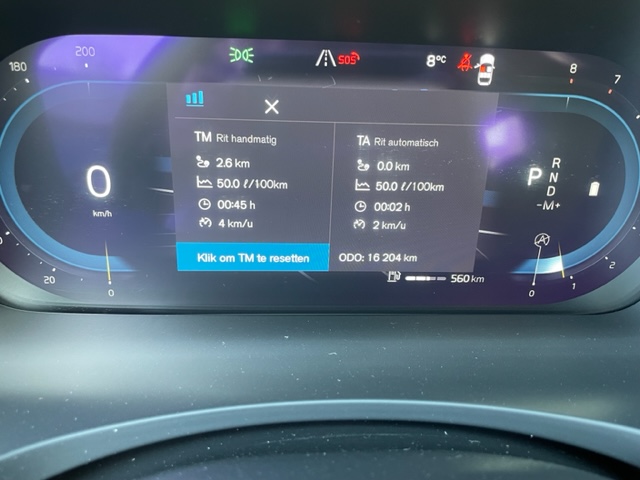 180
200
SOS
8°C
8
7
TM Rit handmatig
2.6 km
50.0 ℓ/100km
00:45 h
4 km/u
Klik om TM te resetten
TA Rit automatisch
0.0 km
50.0 ℓ/100km
00:02 h
2 km/u
ODO: 16 204 km
0
km/h
P
R
N
D
-M+
A
20
0
560 km
0
1
2